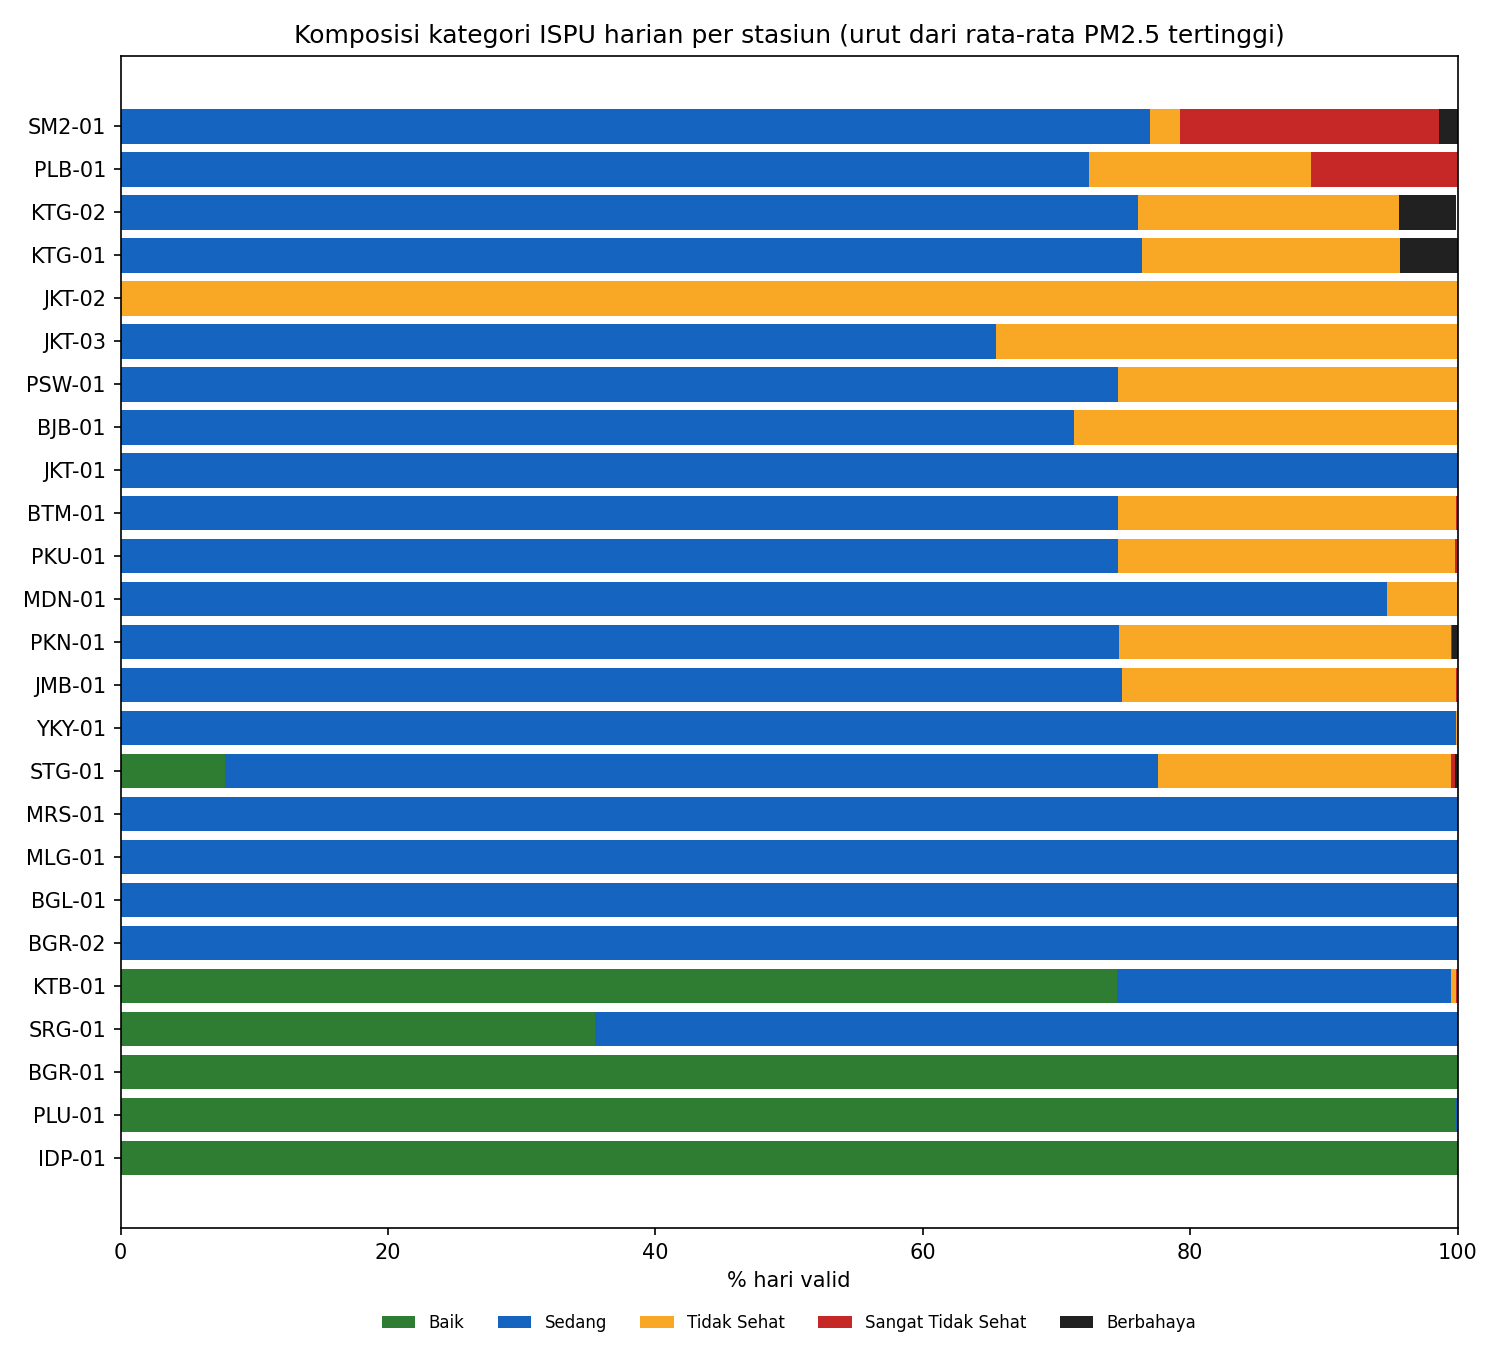 Komposisi kategori ISPU harian per stasiun (urut dari rata-rata PM2.5 tertinggi)
SM2-01
PLB-01
KTG-02
KTG-01
JKT-02
JKT-03
PSW-01
BJB-01
JKT-01
BTM-01
PKU-01
MDN-01
PKN-01
JMB-01
YKY-01
STG-01
MRS-01
MLG-01
BGL-01
BGR-02
KTB-01
SRG-01
BGR-01
PLU-01
IDP-01
0 20 40 60 80 100
% hari valid
Baik Sedang Tidak Sehat Sangat Tidak Sehat Berbahaya